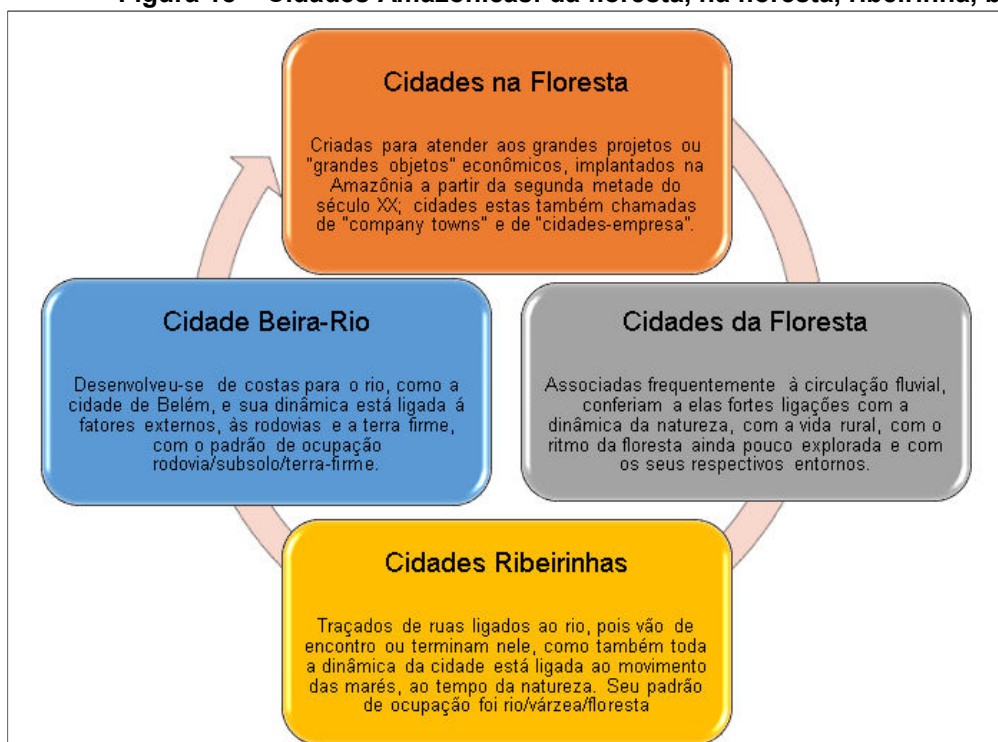 Cidades Amazônicas: da floresta, na floresta, ribeirinha,
Cidades na Floresta
Criadas para atender aos grandes projetos ou
"grandes objetos" econômicos, implantados na
Amazônia a partir da segunda metade do
século XX; cidades estas também chamadas
de "company towns" e de "cidades-empresa".
Cidade Beira-Rio
Desenvolveu-se de costas para o rio, como a
cidade de Belém, e sua dinâmica está ligada á
fatores externos, às rodovias e a terra firme,
com o padrão de ocupação
rodovia/subsolo/terra-firme.
Cidades da Floresta
Associadas frequentemente à circulação fluvial,
conferiam a elas fortes ligações com a
dinâmica da natureza, com a vida rural, com o
ritmo da floresta ainda pouco explorada e com
os seus respectivos entornos.
Cidades Ribeirinhas
Traçados de ruas ligados ao rio, pois vão de
encontro ou terminam nele, como também toda
a dinâmica da cidade está ligada ao movimento
das marés, ao tempo da natureza. Seu padrão
de ocupação foi rio/várzea/floresta